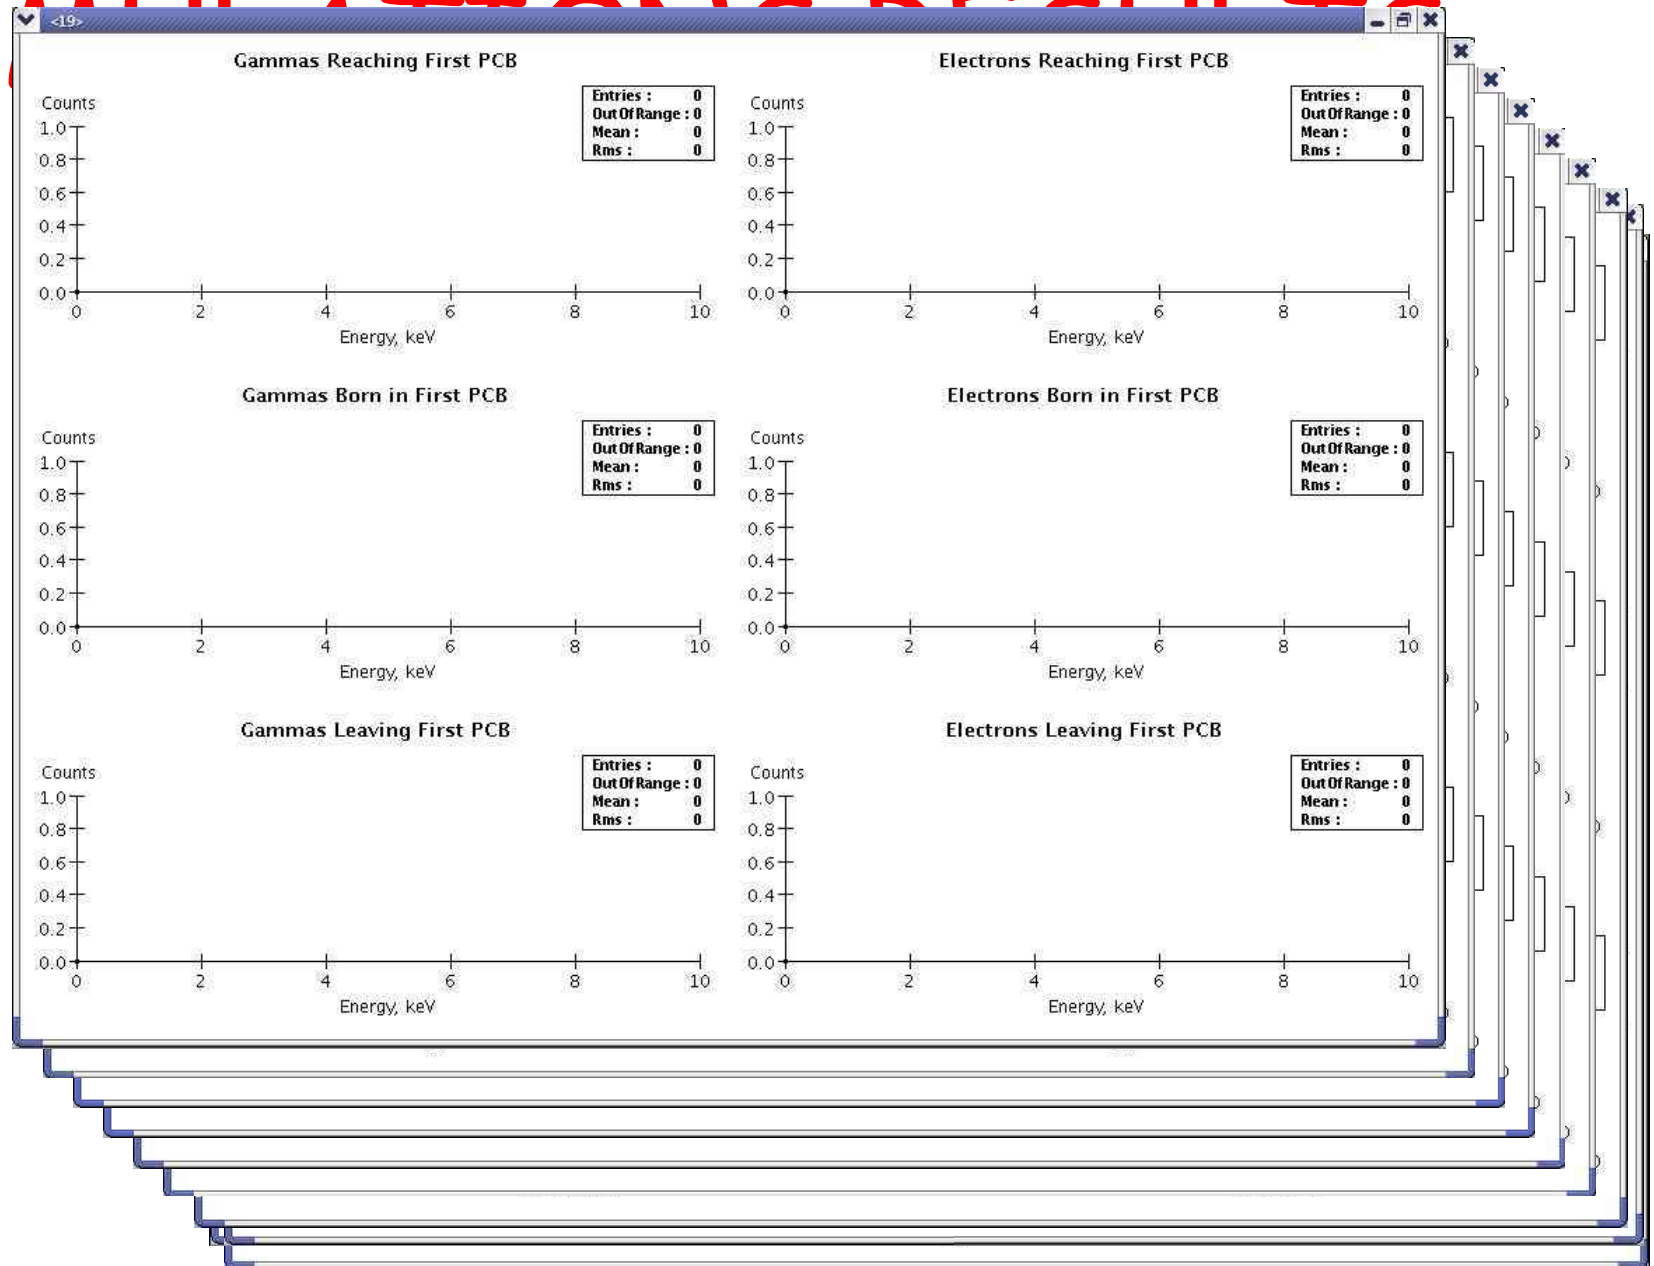 <19>
Gammas Reaching First PCB
Counts
Entries : 0
OutOfRange : 0
Mean : 0
Rms : 0
1.0
0.8
0.6
0.4
0.2
0.0
0 2 4 6 8 10
Energy, keV
Electrons Reaching First PCB
Counts
Entries : 0
OutOfRange : 0
Mean : 0
Rms : 0
1.0
0.8
0.6
0.4
0.2
0.0
0 2 4 6 8 10
Energy, keV
Gammas Born in First PCB
Counts
Entries : 0
OutOfRange : 0
Mean : 0
Rms : 0
1.0
0.8
0.6
0.4
0.2
0.0
0 2 4 6 8 10
Energy, keV
Electrons Born in First PCB
Counts
Entries : 0
OutOfRange : 0
Mean : 0
Rms : 0
1.0
0.8
0.6
0.4
0.2
0.0
0 2 4 6 8 10
Energy, keV
Gammas Leaving First PCB
Counts
Entries : 0
OutOfRange : 0
Mean : 0
Rms : 0
1.0
0.8
0.6
0.4
0.2
0.0
0 2 4 6 8 10
Energy, keV
Electrons Leaving First PCB
Counts
Entries : 0
OutOfRange : 0
Mean : 0
Rms : 0
1.0
0.8
0.6
0.4
0.2
0.0
0 2 4 6 8 10
Energy, keV